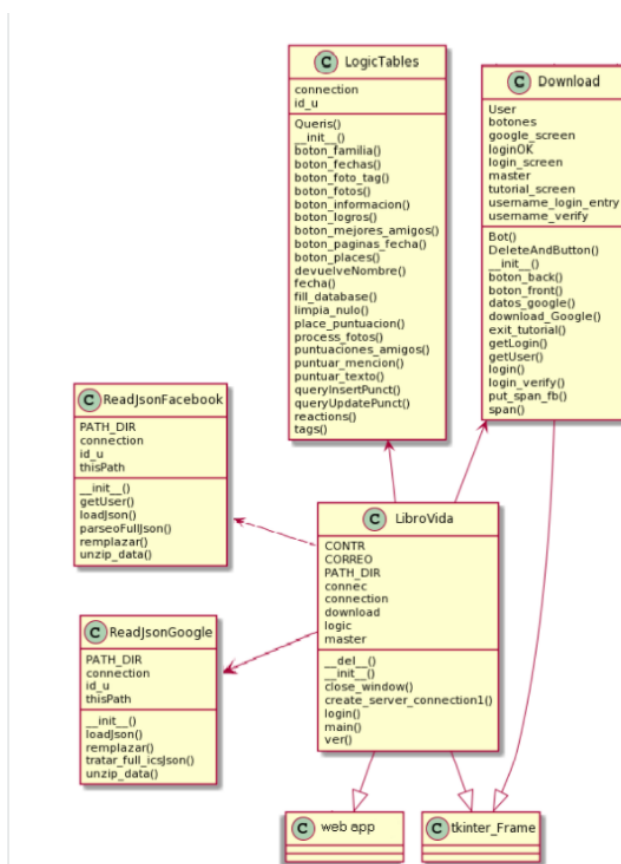 C LogicTables
connection
id_u
Queris()
__init__()
boton_familia()
boton_fechas()
boton_foto_tag()
boton_fotos()
boton_informacion()
boton_logros()
boton_mejores_amigos()
boton_paginas_fecha()
boton_places()
devuelveNombre()
fecha()
fill_database()
limpia_nulo()
place_puntuacion()
process_fotos()
puntuaciones_amigos()
puntuar_mencion()
puntuar_texto()
queryInsertPunct()
queryUpdatePunct()
reactions()
tags()
C Download
User
botones
google_screen
loginOK
login_screen
master
tutorial_screen
username_login_entry
username_verify
Bot()
DeleteAndButton()
__init__()
boton_back()
boton_front()
datos_google()
download_Google()
exit_tutorial()
getLogin()
getUser()
login()
login_verify()
put_span_fb()
span()
C ReadJsonFacebook
PATH_DIR
connection
id_u
thisPath
__init__()
getUser()
loadJson()
parseoFullJson()
remplazar()
unzip_data()
C LibroVida
CONTR
CORREO
PATH_DIR
connec
connection
download
logic
master
__del__()
__init__()
close_window()
create_server_connection1()
login()
main()
ver()
C ReadJsonGoogle
PATH_DIR
connection
id_u
thisPath
__init__()
loadJson()
remplazar()
tratar_full_icsJson()
unzip_data()
C web app
C tkinter_Frame